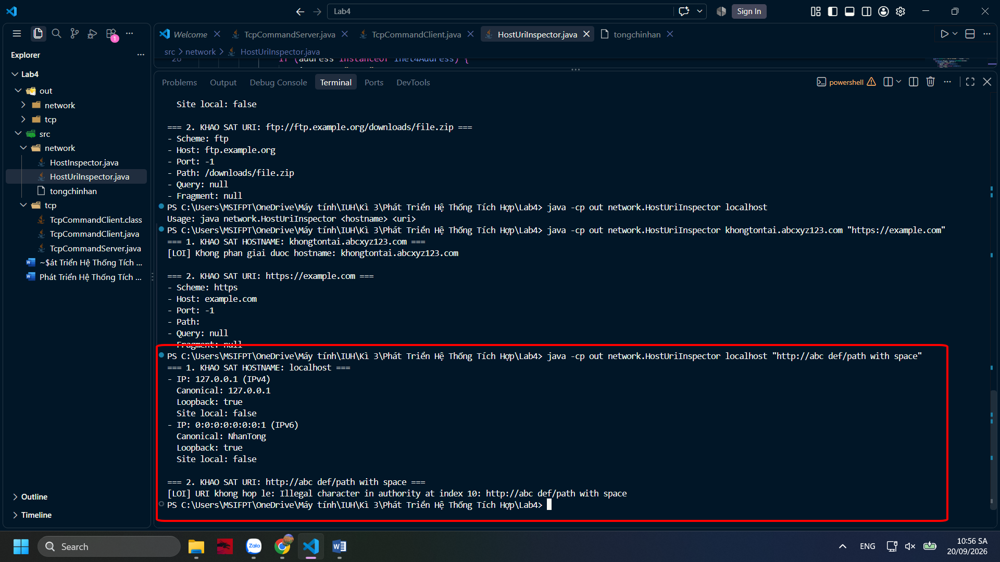 Lab4
Sign In
1
Explorer
Lab4
out
network
tcp
src
network
HostInspector.java
HostUriInspector.java
tongchinhan
tcp
TcpCommandClient.class
TcpCommandClient.java
TcpCommandServer.java
~$át Triển Hệ Thống Tích ...
Phát Triển Hệ Thống Tích ...
Outline
Timeline
Welcome
TcpCommandServer.java
TcpCommandClient.java
HostUriInspector.java
tongchinhan
src > network > HostUriInspector.java
26 if (address instanceof Inet4Address) {
Problems Output Debug Console Terminal Ports DevTools
powershell
Site local: false
=== 2. KHAO SAT URI: ftp://ftp.example.org/downloads/file.zip ===
- Scheme: ftp
- Host: ftp.example.org
- Port: -1
- Path: /downloads/file.zip
- Query: null
- Fragment: null
PS C:\Users\MSIFPT\OneDrive\Máy tính\IUH\Kì 3\Phát Triển Hệ Thống Tích Hợp\Lab4> java -cp out network.HostUriInspector localhost
Usage: java network.HostUriInspector <hostname> <uri>
PS C:\Users\MSIFPT\OneDrive\Máy tính\IUH\Kì 3\Phát Triển Hệ Thống Tích Hợp\Lab4> java -cp out network.HostUriInspector khongtontai.abcxyz123.com "https://example.com"
=== 1. KHAO SAT HOSTNAME: khongtontai.abcxyz123.com ===
[LOI] Khong phan giai duoc hostname: khongtontai.abcxyz123.com
=== 2. KHAO SAT URI: https://example.com ===
- Scheme: https
- Host: example.com
- Port: -1
- Path:
- Query: null
- Fragment: null
PS C:\Users\MSIFPT\OneDrive\Máy tính\IUH\Kì 3\Phát Triển Hệ Thống Tích Hợp\Lab4> java -cp out network.HostUriInspector localhost "http://abc def/path with space"
=== 1. KHAO SAT HOSTNAME: localhost ===
- IP: 127.0.0.1 (IPv4)
Canonical: 127.0.0.1
Loopback: true
Site local: false
- IP: 0:0:0:0:0:0:0:1 (IPv6)
Canonical: NhanTong
Loopback: true
Site local: false
=== 2. KHAO SAT URI: http://abc def/path with space ===
[LOI] URI khong hop le: Illegal character in authority at index 10: http://abc def/path with space
PS C:\Users\MSIFPT\OneDrive\Máy tính\IUH\Kì 3\Phát Triển Hệ Thống Tích Hợp\Lab4>
Search
Zalo
ENG
10:56 SA
20/09/2026